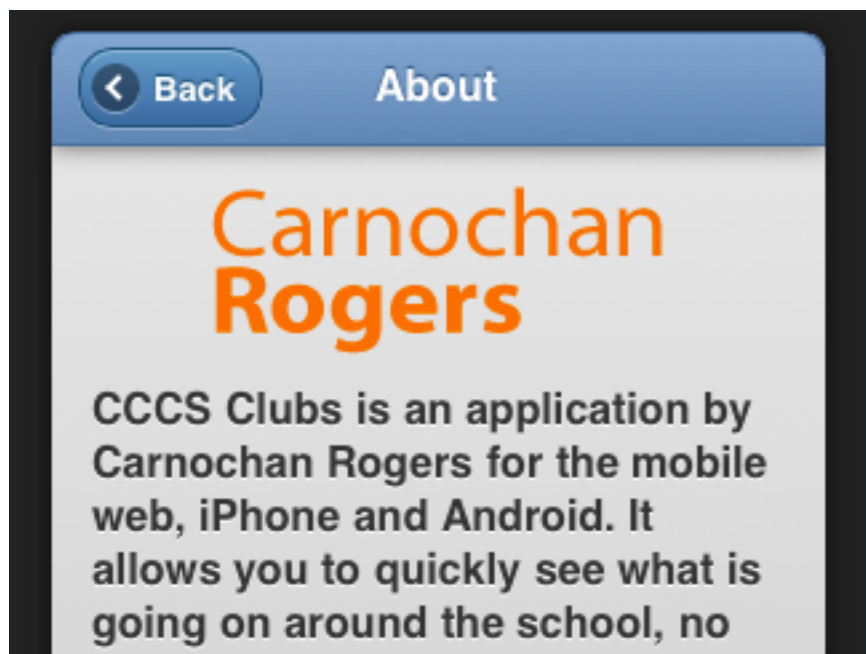 Back
About
Carnochan
Rogers
CCCS Clubs is an application by
Carnochan Rogers for the mobile
web, iPhone and Android. It
allows you to quickly see what is
going on around the school, no